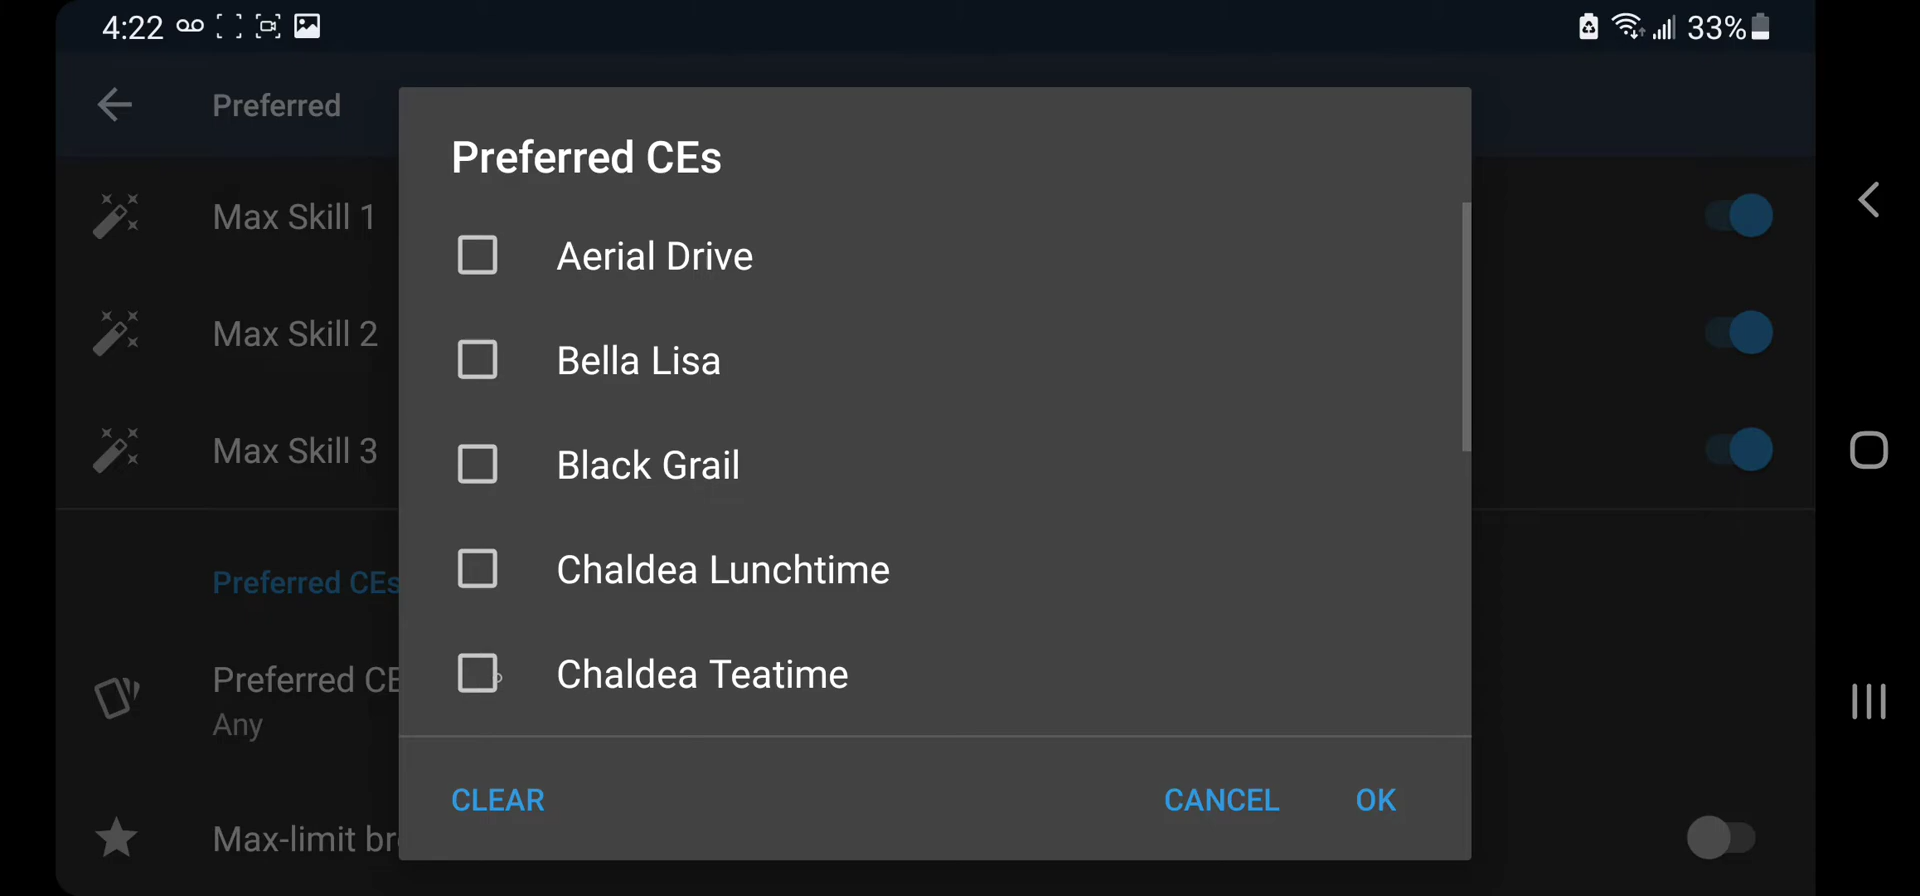 4:22
33%
Preferred
Max Skill 1
Max Skill 2
Max Skill 3
Preferred CEs
Preferred CE
Any
Max-limit br
Preferred CEs
Aerial Drive
Bella Lisa
Black Grail
Chaldea Lunchtime
Chaldea Teatime
CLEAR
CANCEL
OK